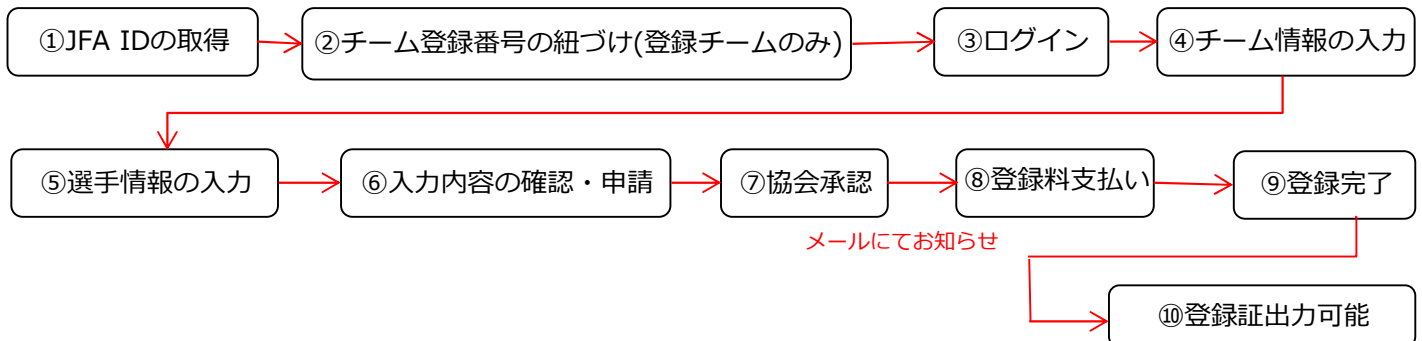 ①JFA IDの取得
②チーム登録番号の紐づけ(登録チームのみ)
③ログイン
④チーム情報の入力
⑤選手情報の入力
⑥入力内容の確認・申請
⑦協会承認
⑧登録料支払い
⑨登録完了
メールにてお知らせ
⑩登録証出力可能